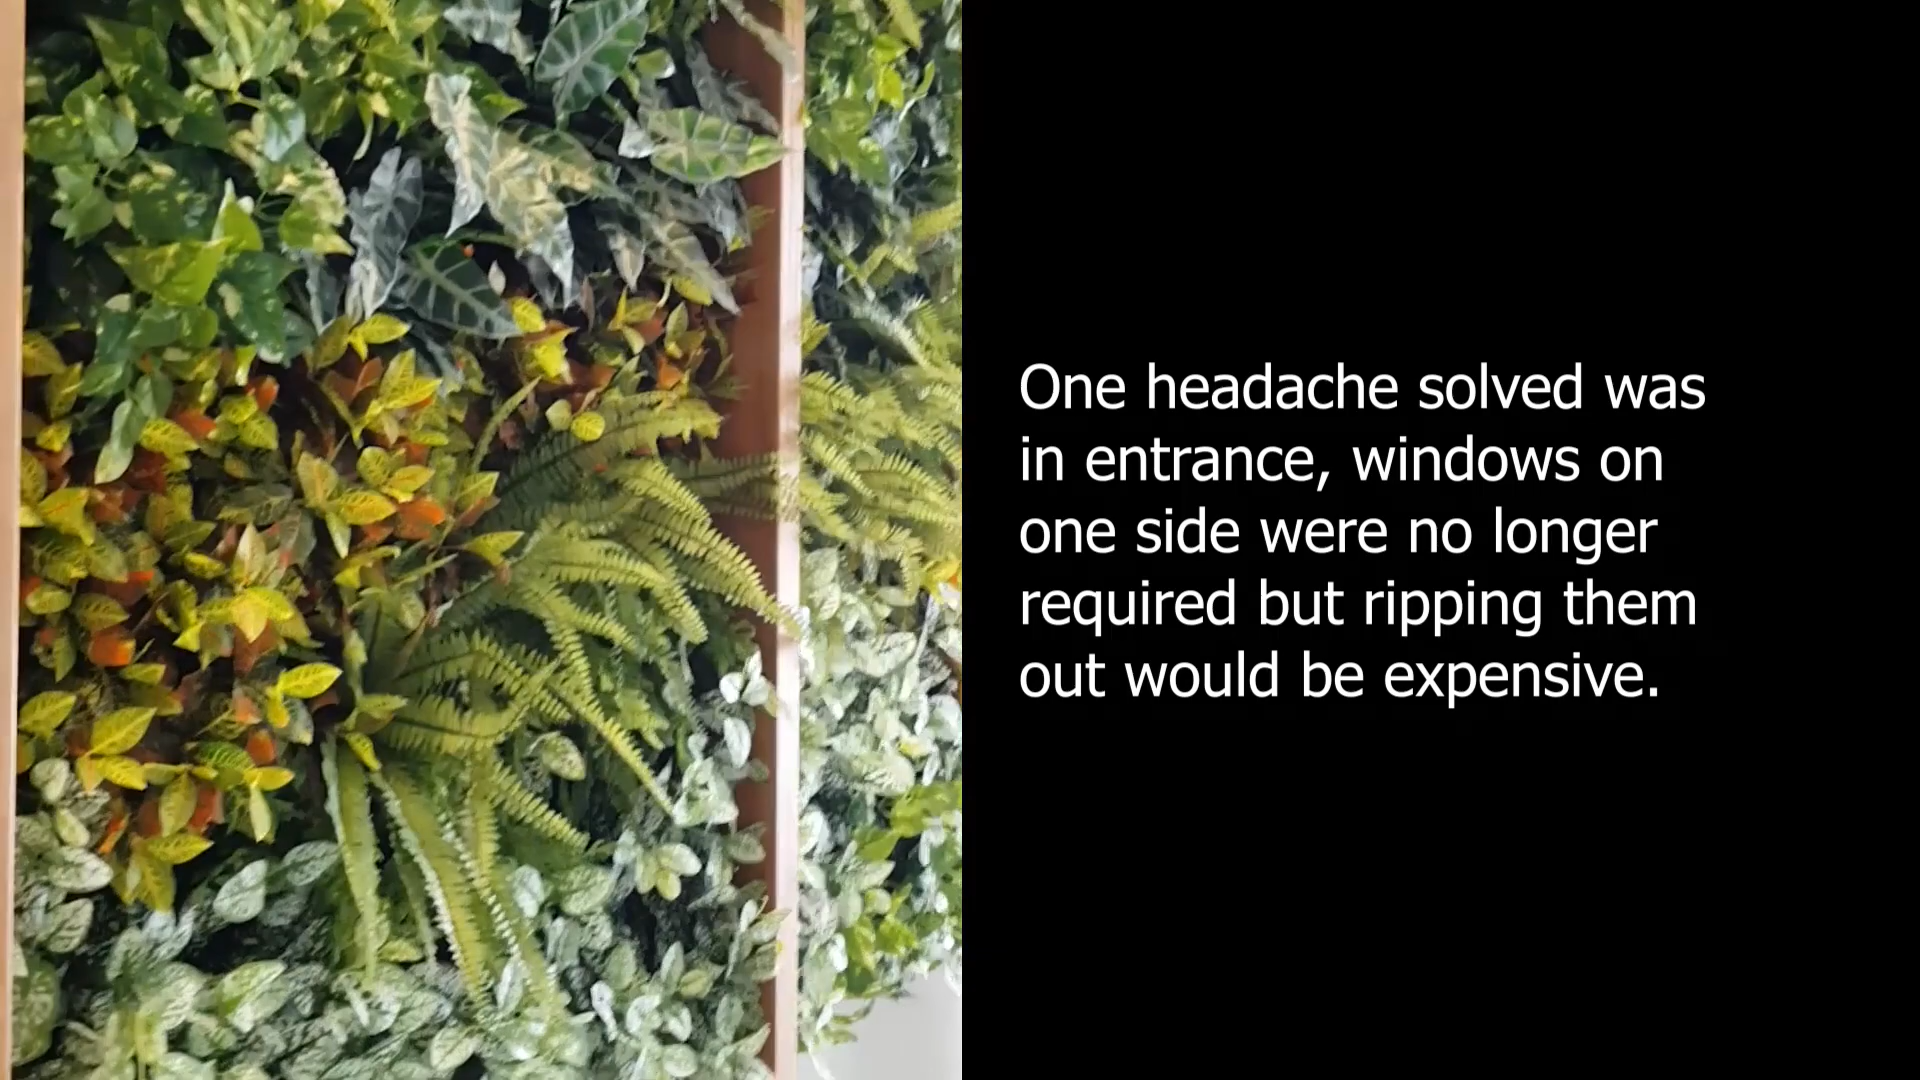 One headache solved was
in entrance, windows on
one side were no longer
required but ripping them
out would be expensive.